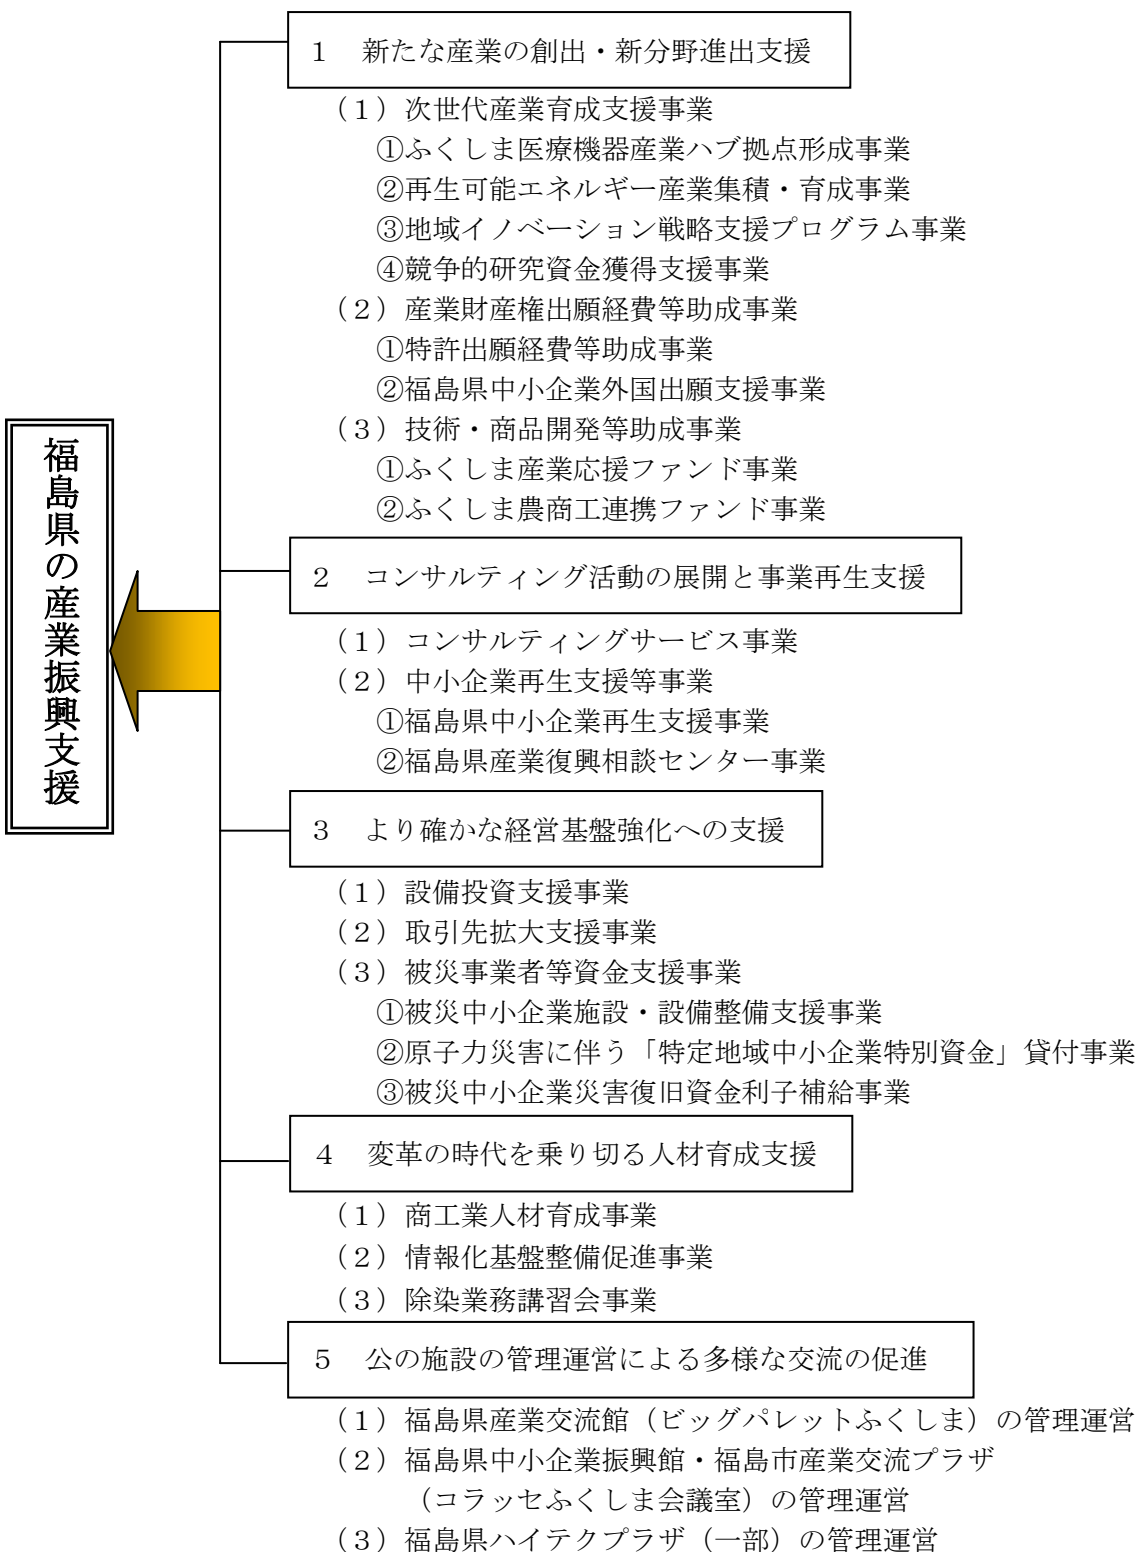 福島県の産業振興支援
１　新たな産業の創出・新分野進出支援
（１）次世代産業育成支援事業
①ふくしま医療機器産業ハブ拠点形成事業
②再生可能エネルギー産業集積・育成事業
③地域イノベーション戦略支援プログラム事業
④競争的研究資金獲得支援事業
（２）産業財産権出願経費等助成事業
①特許出願経費等助成事業
②福島県中小企業外国出願支援事業
（３）技術・商品開発等助成事業
①ふくしま産業応援ファンド事業
②ふくしま農商工連携ファンド事業
２　コンサルティング活動の展開と事業再生支援
（１）コンサルティングサービス事業
（２）中小企業再生支援等事業
①福島県中小企業再生支援事業
②福島県産業復興相談センター事業
３　より確かな経営基盤強化への支援
（１）設備投資支援事業
（２）取引先拡大支援事業
（３）被災事業者等資金支援事業
①被災中小企業施設・設備整備支援事業
②原子力災害に伴う「特定地域中小企業特別資金」貸付事業
③被災中小企業災害復旧資金利子補給事業
４　変革の時代を乗り切る人材育成支援
（１）商工業人材育成事業
（２）情報化基盤整備促進事業
（３）除染業務講習会事業
５　公の施設の管理運営による多様な交流の促進
（１）福島県産業交流館（ビッグパレットふくしま）の管理運営
（２）福島県中小企業振興館・福島市産業交流プラザ
（コラッセふくしま会議室）の管理運営
（３）福島県ハイテクプラザ（一部）の管理運営